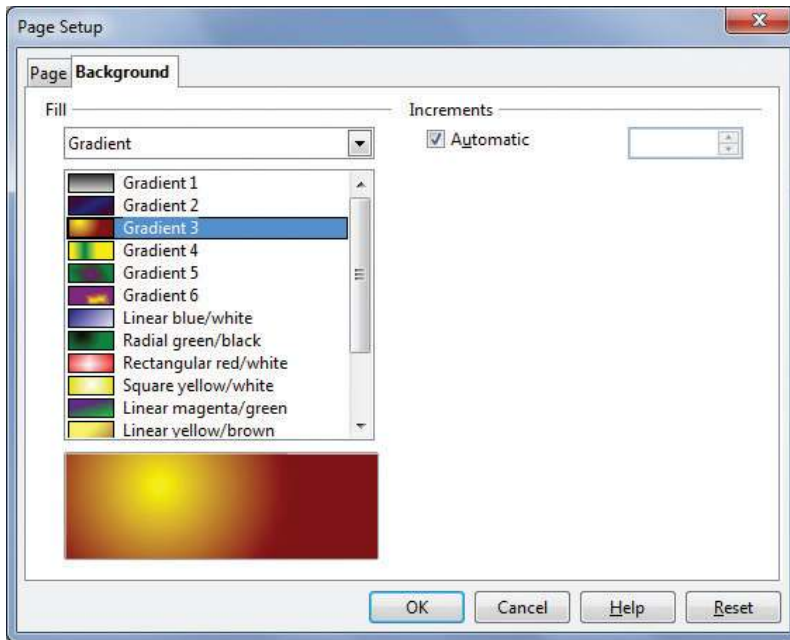 Page Setup
Page Background
Fill
Gradient
Gradient 1
Gradient 2
Gradient 3
Gradient 4
Gradient 5
Gradient 6
Linear blue/white
Radial green/black
Rectangular red/white
Square yellow/white
Linear magenta/green
Linear yellow/brown
Increments
Automatic
OK Cancel Help Reset